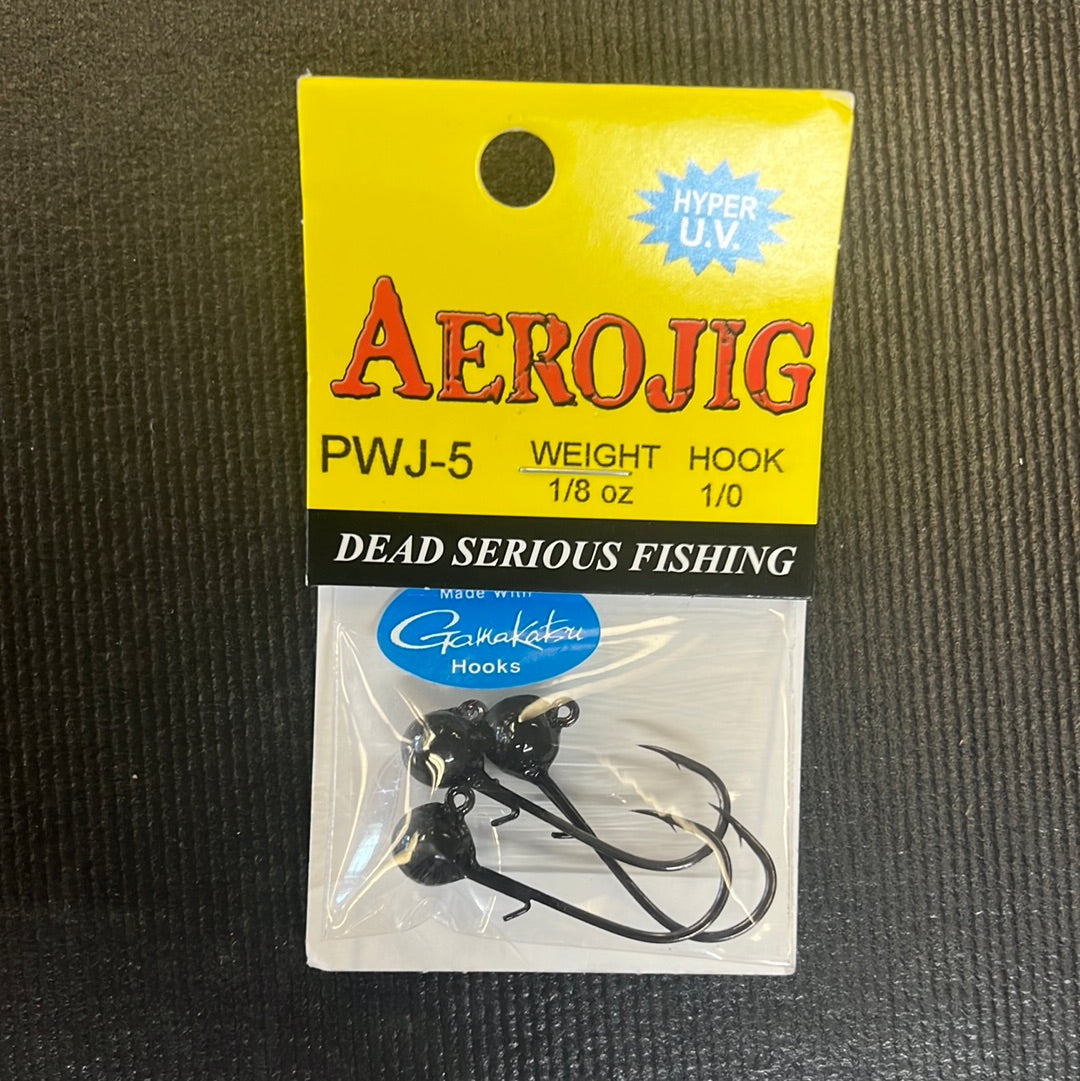 HYPER
U.V.
AEROJIG
PWJ-5 WEIGHT HOOK
1/8 oz 1/0
DEAD SERIOUS FISHING
Made With
Gamakatsu
Hooks